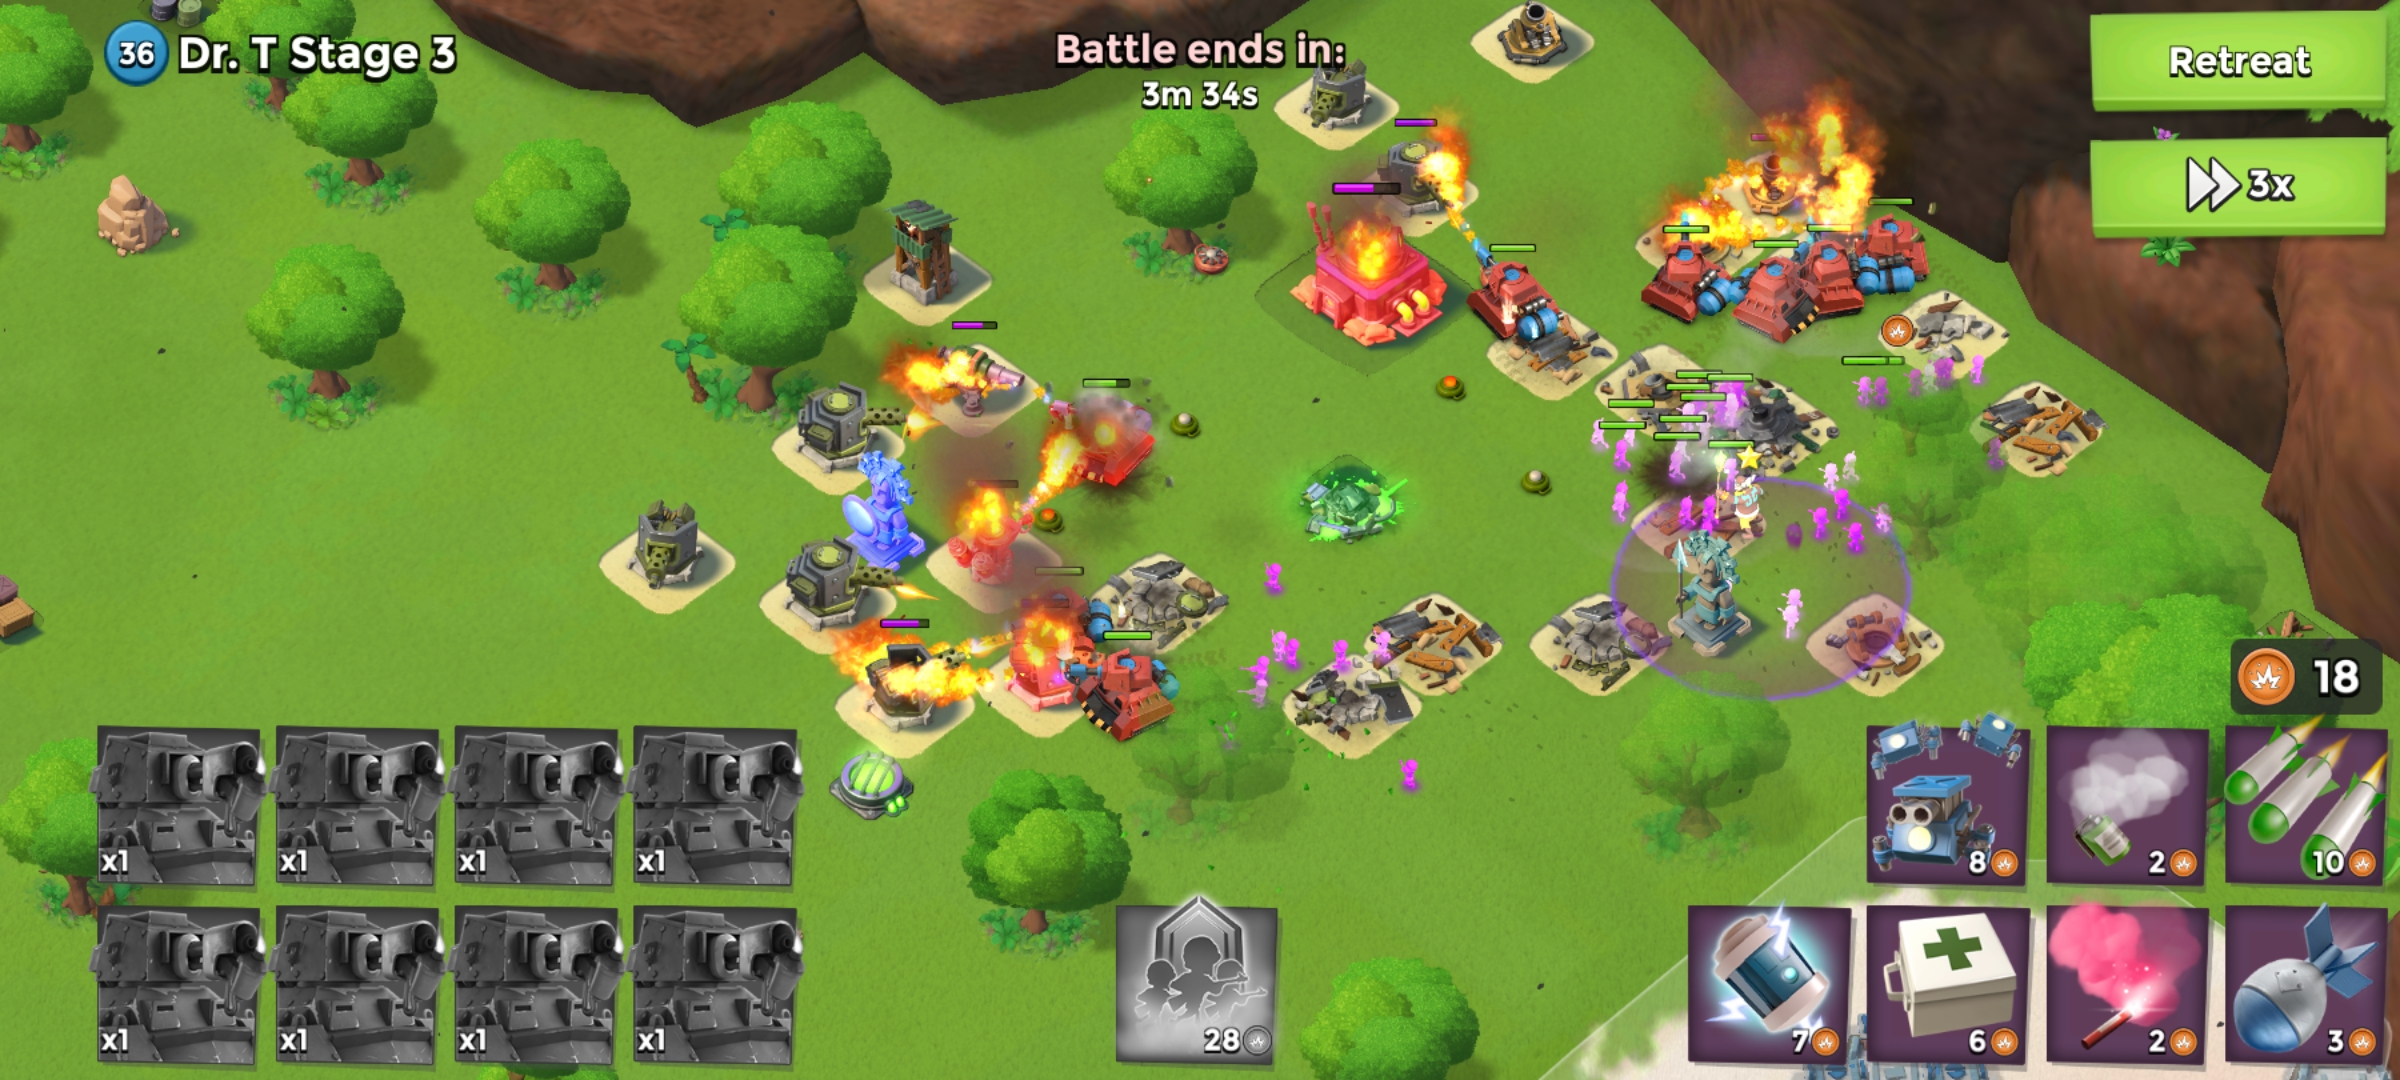 36 Dr. T Stage 3
Battle ends in:
3m 34s
Retreat
3x
18
x1 x1 x1 x1
8 2 10
x1 x1 x1 x1
28
7 6 2 3